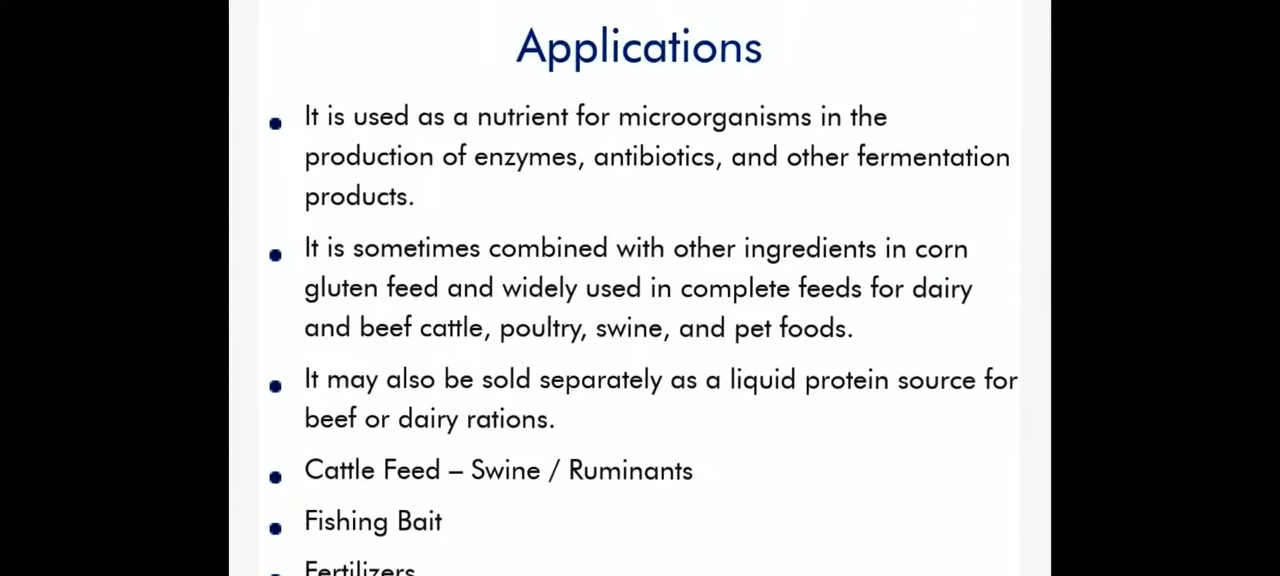 Applications
• It is used as a nutrient for microorganisms in the
production of enzymes, antibiotics, and other fermentation
products.
• It is sometimes combined with other ingredients in corn
gluten feed and widely used in complete feeds for dairy
and beef cattle, poultry, swine, and pet foods.
• It may also be sold separately as a liquid protein source for
beef or dairy rations.
• Cattle Feed – Swine / Ruminants
• Fishing Bait
• Fertilizers